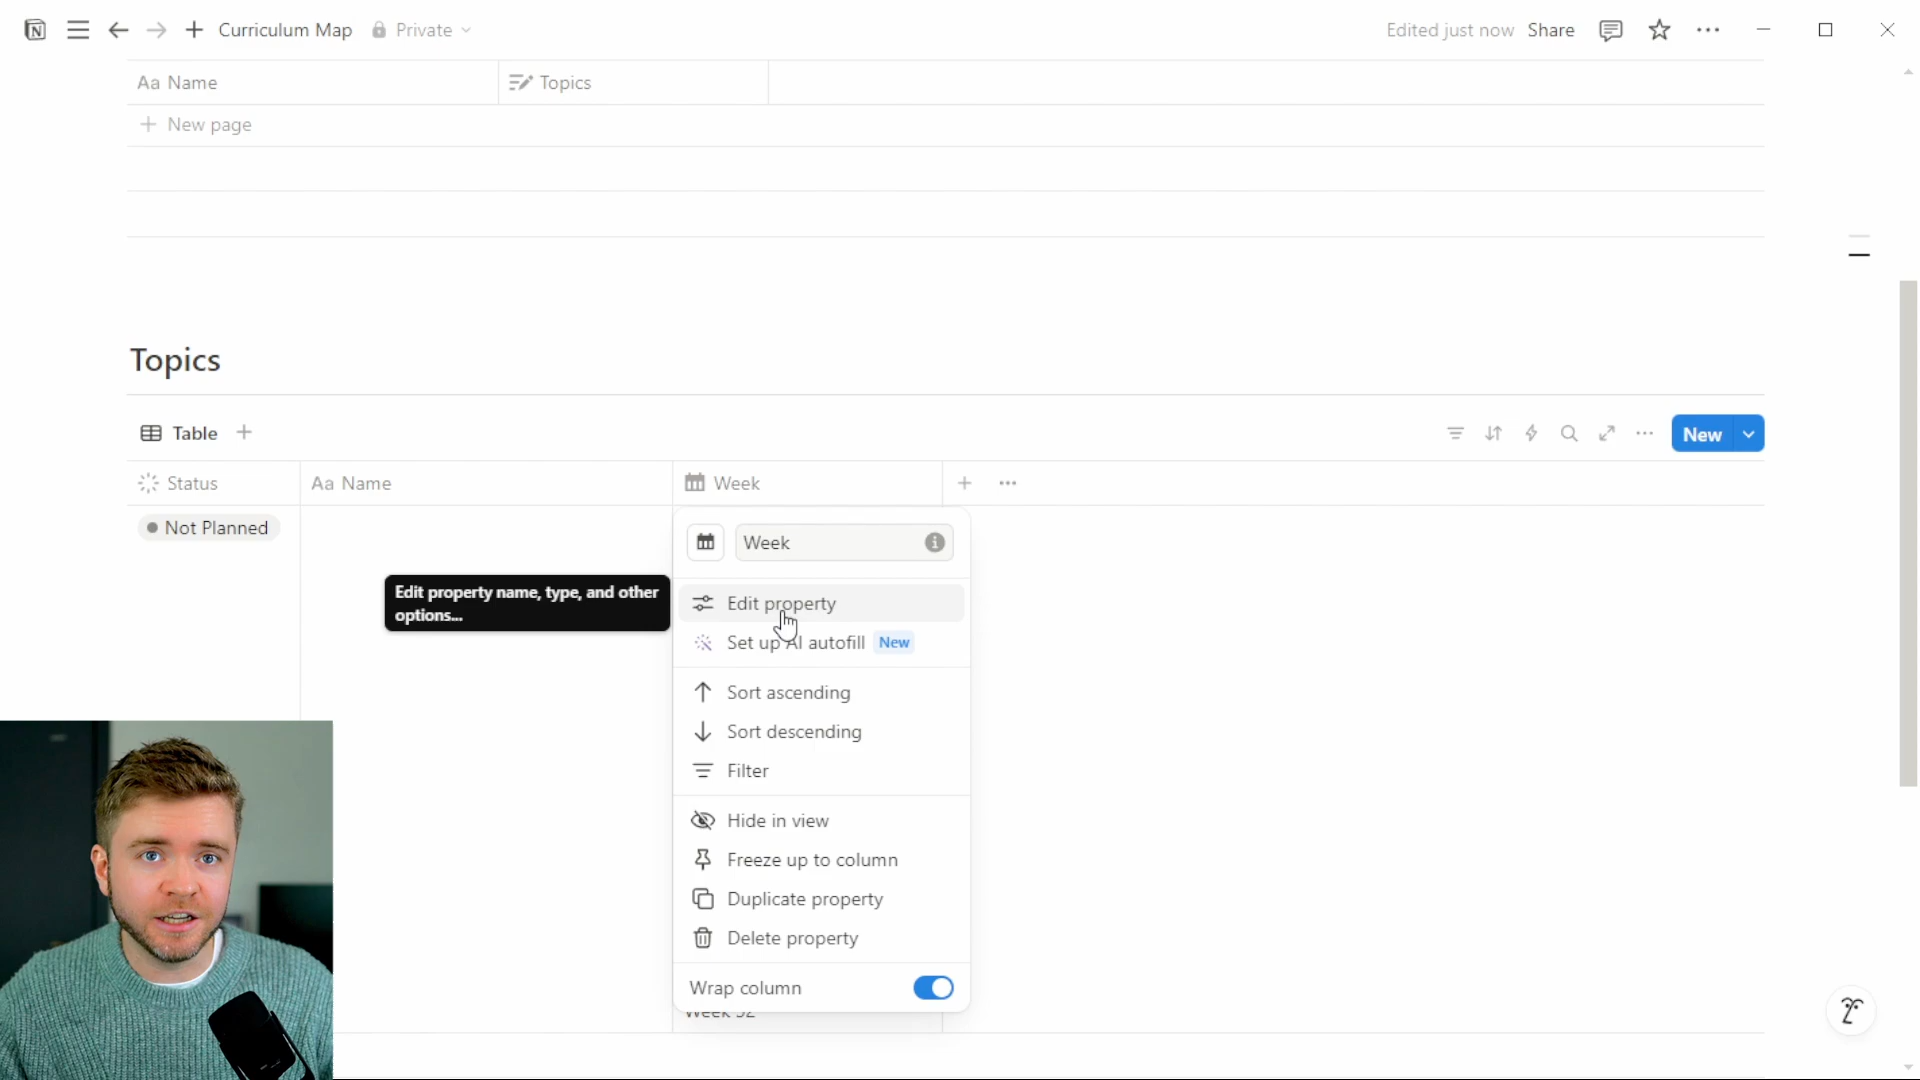 Curriculum Map Private
Edited just now Share
Aa Name
Topics
New page
Topics
Table
New
Status
Aa Name
Week
Not Planned
Week
Edit property name, type, and other
options...
Edit property
Set up AI autofill New
Sort ascending
Sort descending
Filter
Hide in view
Freeze up to column
Duplicate property
Delete property
Wrap column